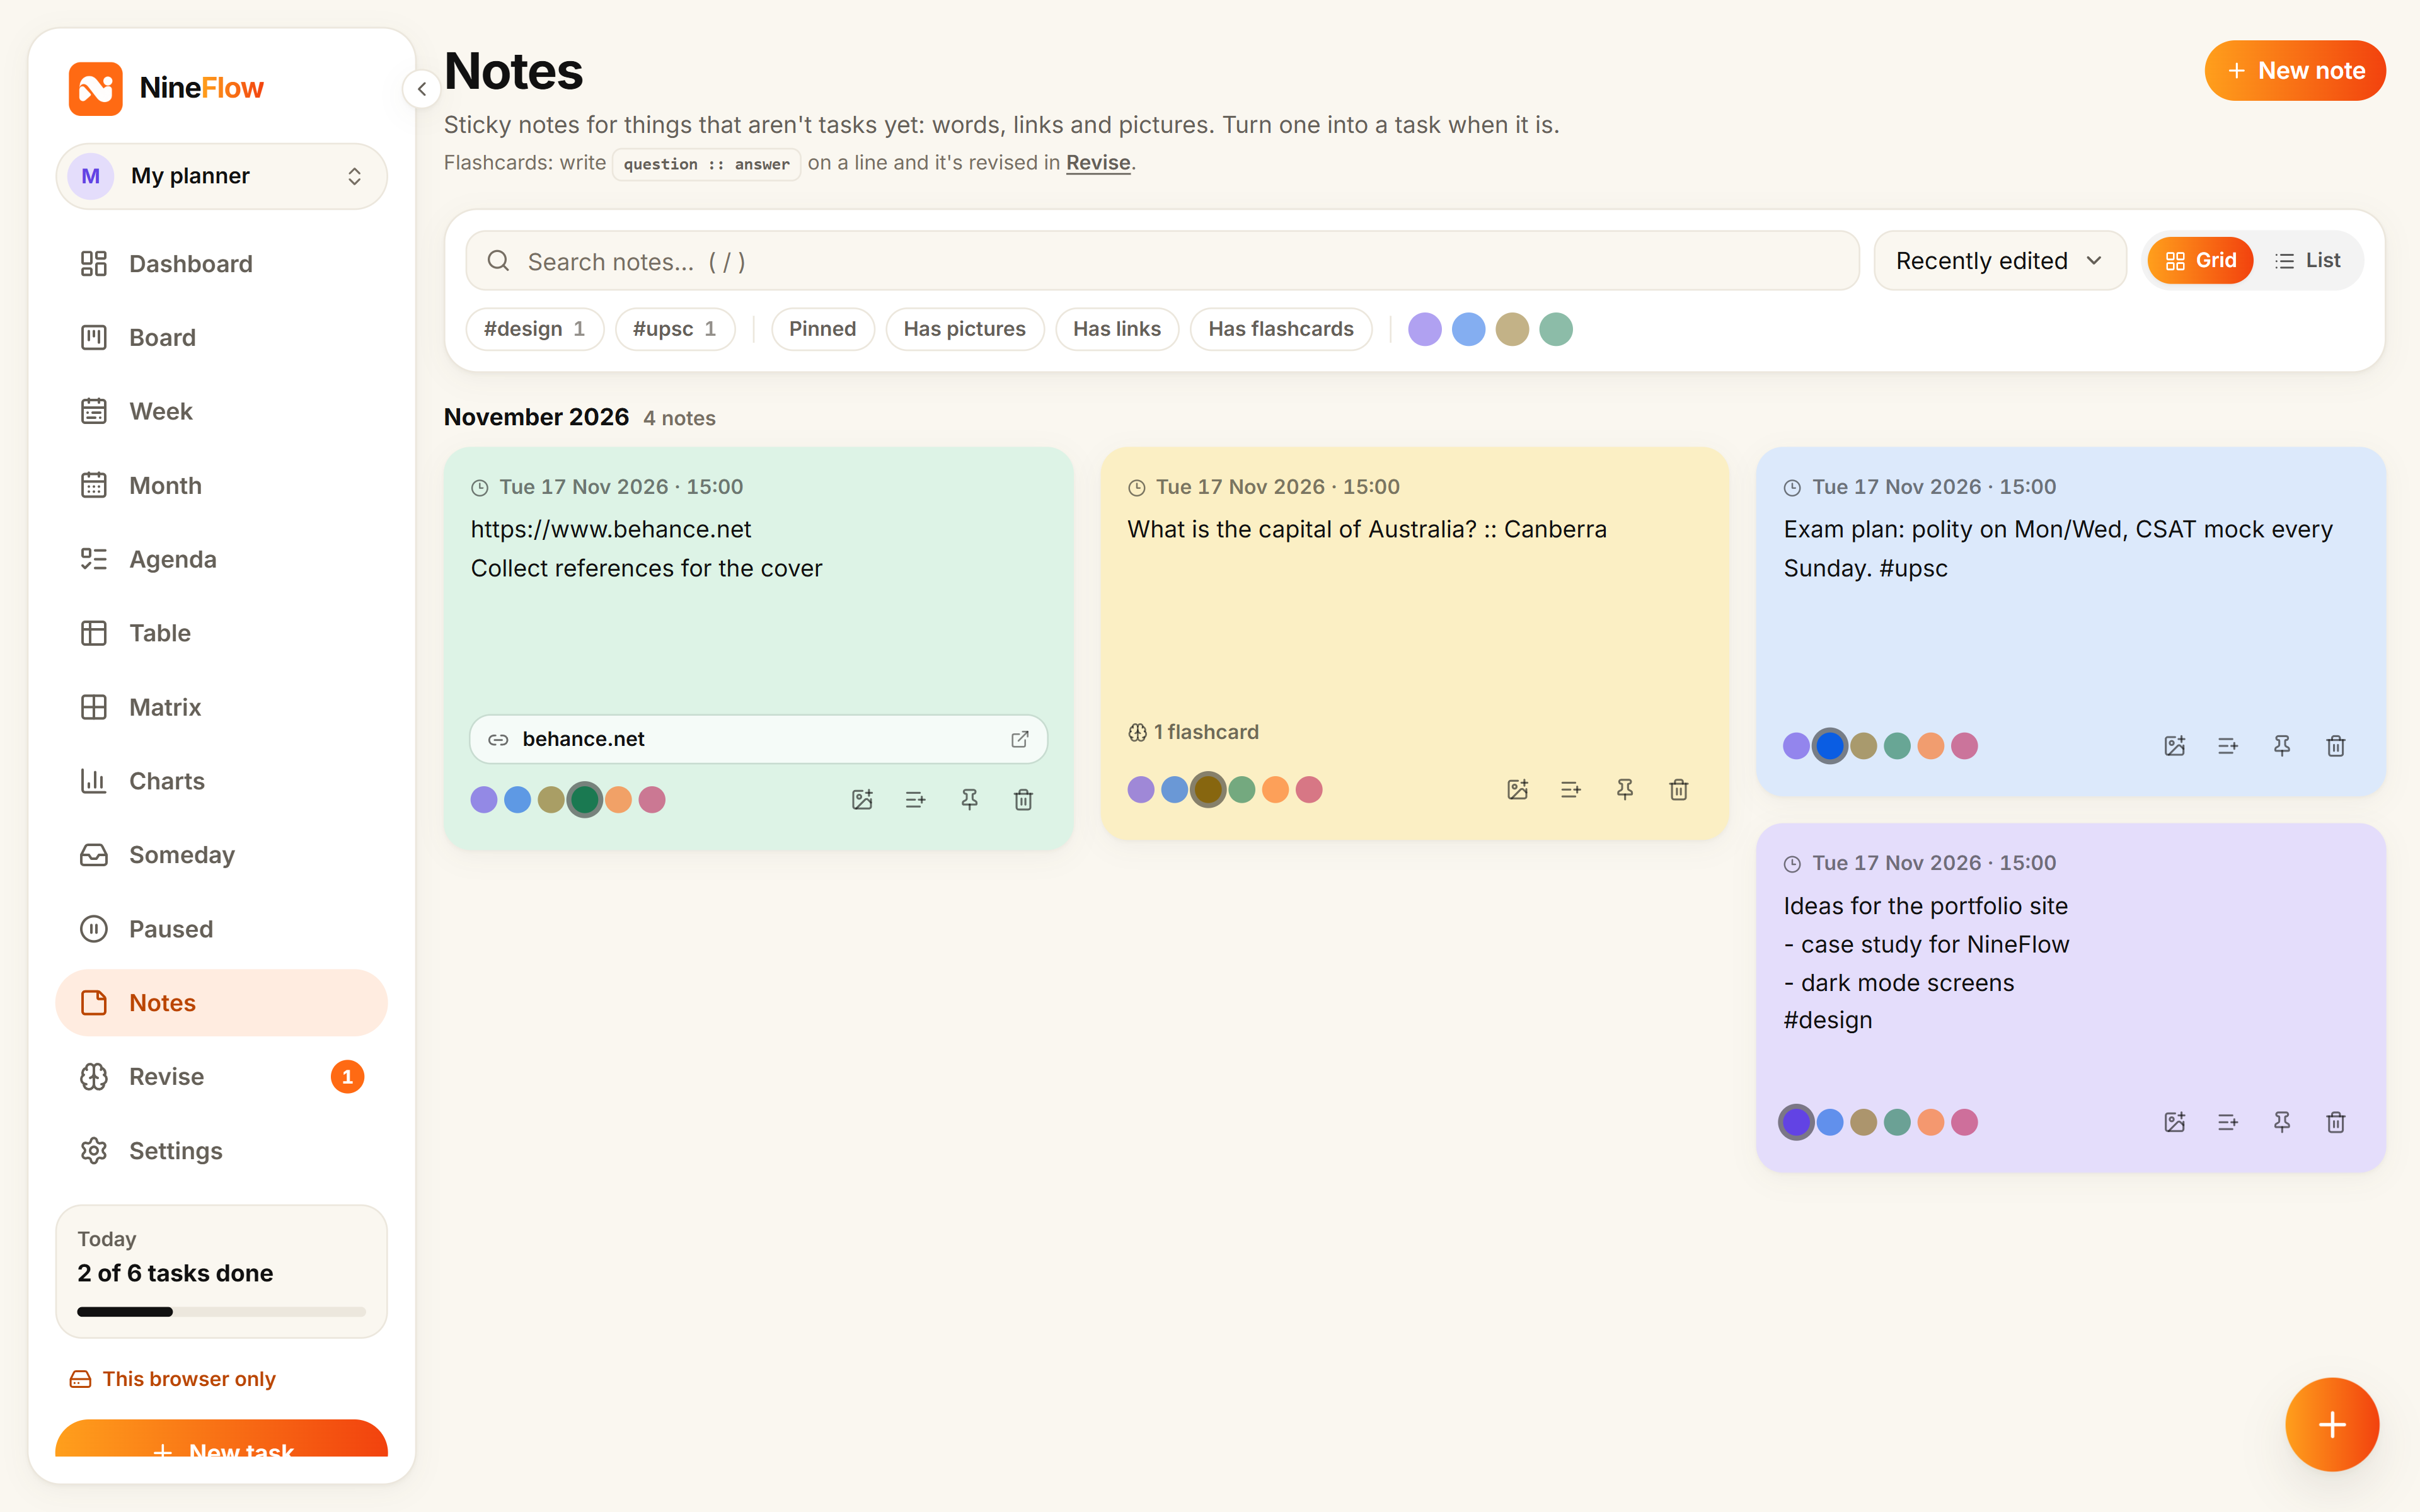 NineFlow
M My planner
Dashboard
Board
Week
Month
Agenda
Table
Matrix
Charts
Someday
Paused
Notes
Revise 1
Settings
Today
2 of 6 tasks done
This browser only
+ New task
Notes
+ New note
Sticky notes for things that aren't tasks yet: words, links and pictures. Turn one into a task when it is.
Flashcards: write question :: answer on a line and it's revised in Revise.
Search notes... ( / )
Recently edited
Grid
List
#design 1
#upsc 1
Pinned
Has pictures
Has links
Has flashcards
November 2026 4 notes
Tue 17 Nov 2026 · 15:00
https://www.behance.net
Collect references for the cover
behance.net
Tue 17 Nov 2026 · 15:00
What is the capital of Australia? :: Canberra
1 flashcard
Tue 17 Nov 2026 · 15:00
Exam plan: polity on Mon/Wed, CSAT mock every
Sunday. #upsc
Tue 17 Nov 2026 · 15:00
Ideas for the portfolio site
- case study for NineFlow
- dark mode screens
#design